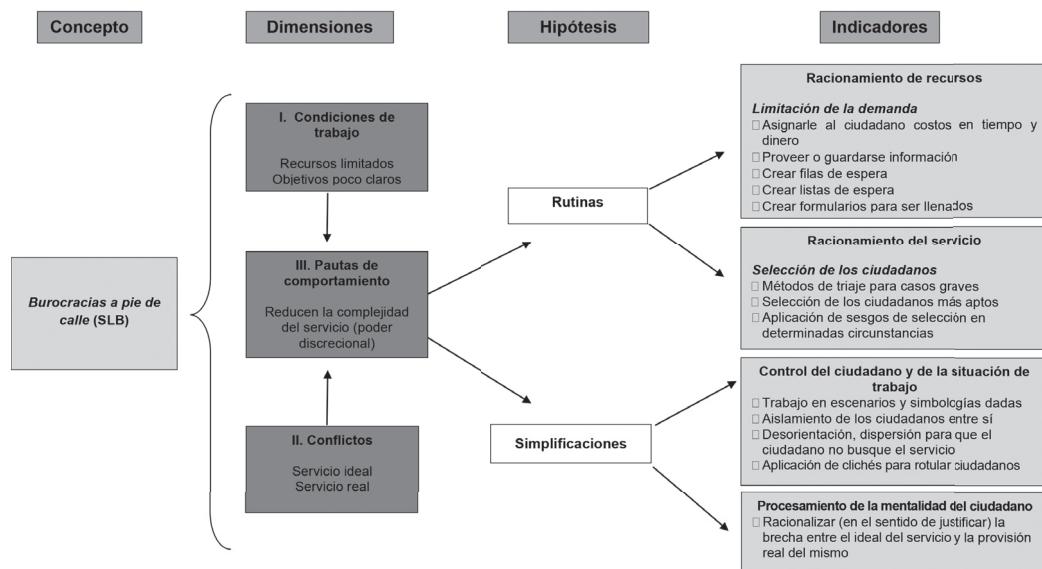 Concepto
Dimensiones
Hipótesis
Indicadores
Burocracias a pie de
calle (SLB)
I. Condiciones de
trabajo
Recursos limitados
Objetivos poco claros
III. Pautas de
comportamiento
Reducen la complejidad
del servicio (poder
discrecional)
II. Conflictos
Servicio ideal
Servicio real
Rutinas
Simplificaciones
Racionamiento de recursos
Limitación de la demanda
□ Asignarle al ciudadano costos en tiempo y
dinero
□ Proveer o guardarse información
□ Crear filas de espera
□ Crear listas de espera
□ Crear formularios para ser llenados
Racionamiento del servicio
Selección de los ciudadanos
□ Métodos de triaje para casos graves
□ Selección de los ciudadanos más aptos
□ Aplicación de sesgos de selección en
determinadas circunstancias
Control del ciudadano y de la situación de
trabajo
□ Trabajo en escenarios y simbologías dadas
□ Aislamiento de los ciudadanos entre sí
□ Desorientación, dispersión para que el
ciudadano no busque el servicio
□ Aplicación de clichés para rotular ciudadanos
Procesamiento de la mentalidad del ciudadano
□ Racionalizar (en el sentido de justificar) la
brecha entre el ideal del servicio y la provisión
real del mismo